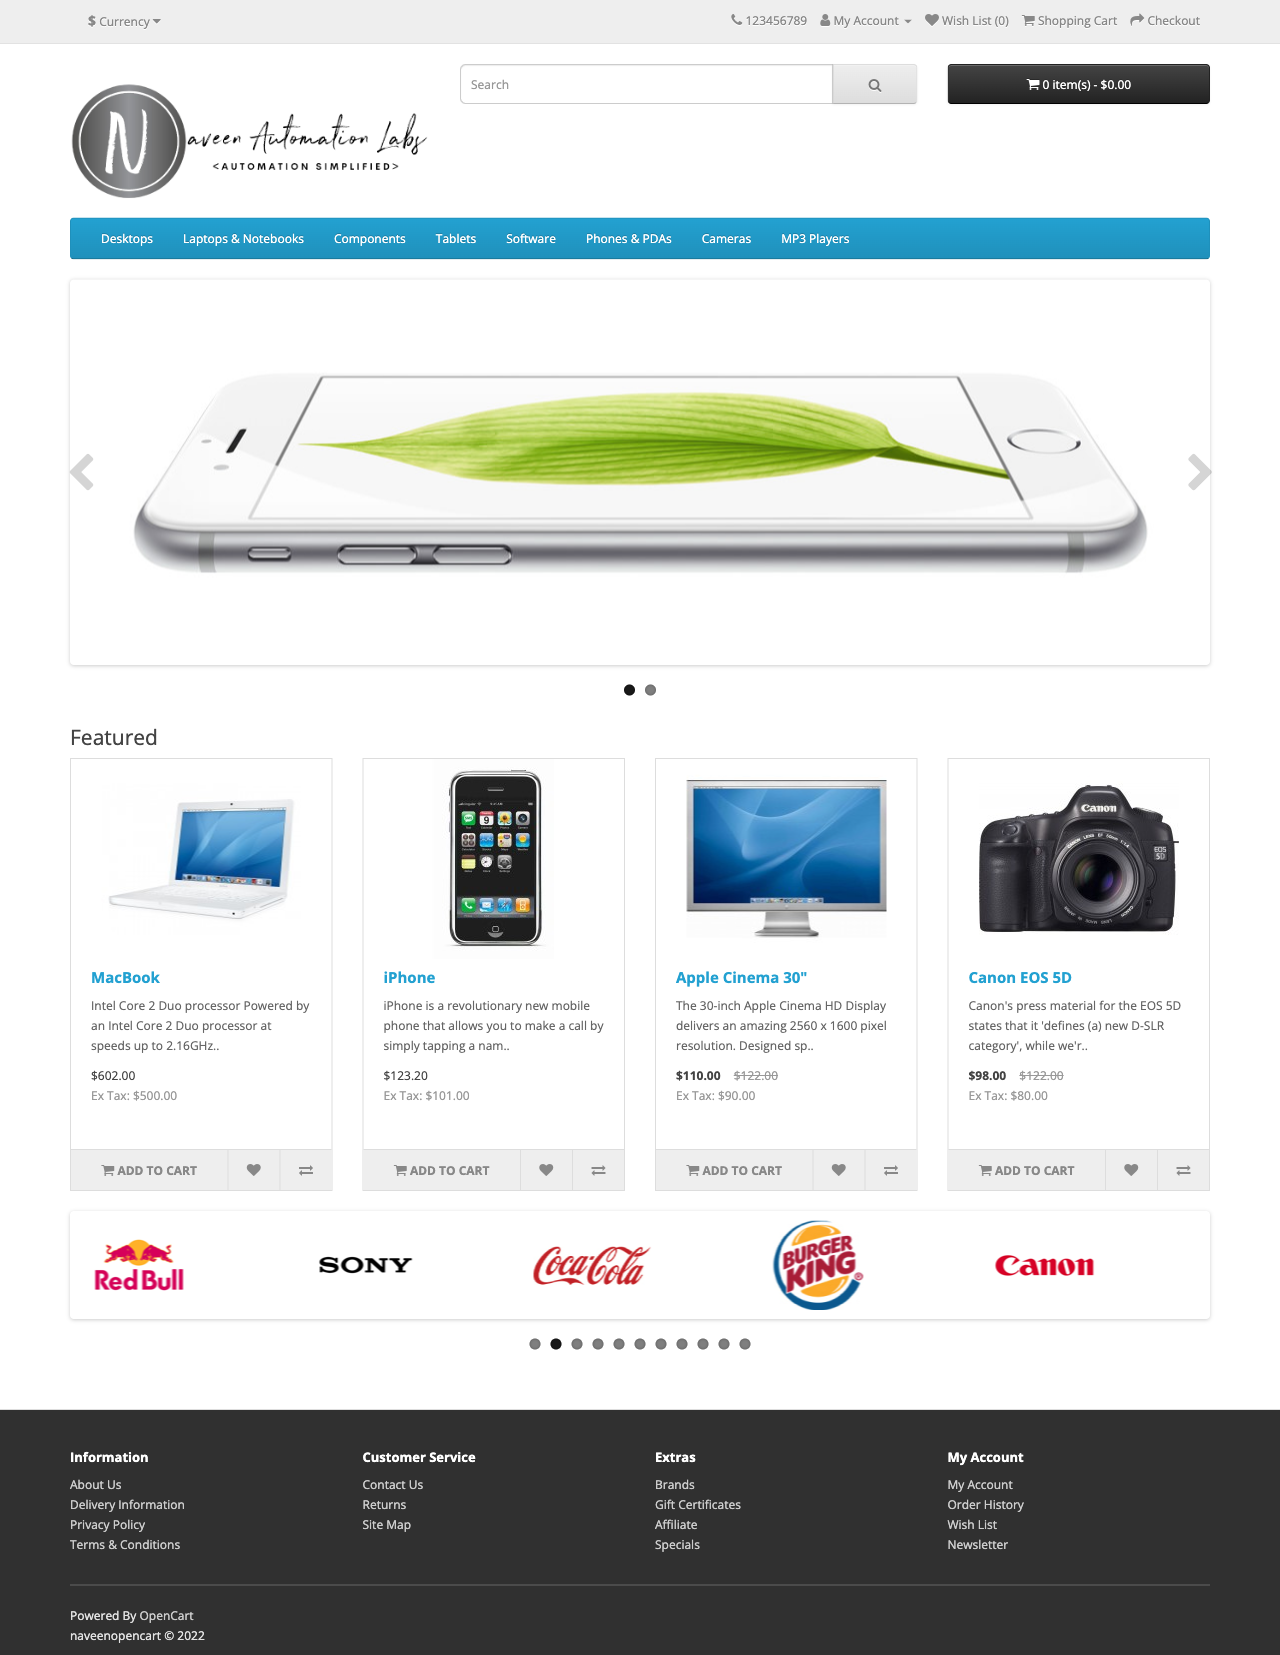 $ Currency
123456789 My Account Wish List (0) Shopping Cart Checkout
Search
0 item(s) - $0.00
N
aveen Automation Labs
<AUTOMATION SIMPLIFIED>
Desktops Laptops & Notebooks Components Tablets Software Phones & PDAs Cameras MP3 Players
Featured
Canon
EOS
5D
MacBook
Intel Core 2 Duo processor Powered by
an Intel Core 2 Duo processor at
speeds up to 2.16GHz..
$602.00
Ex Tax: $500.00
ADD TO CART
iPhone
iPhone is a revolutionary new mobile
phone that allows you to make a call by
simply tapping a nam..
$123.20
Ex Tax: $101.00
ADD TO CART
Apple Cinema 30"
The 30-inch Apple Cinema HD Display
delivers an amazing 2560 x 1600 pixel
resolution. Designed sp..
$110.00 $122.00
Ex Tax: $90.00
ADD TO CART
Canon EOS 5D
Canon's press material for the EOS 5D
states that it 'defines (a) new D-SLR
category', while we'r..
$98.00 $122.00
Ex Tax: $80.00
ADD TO CART
Red Bull
SONY
Coca-Cola
BURGER
KING
Canon
Information
About Us
Delivery Information
Privacy Policy
Terms & Conditions
Customer Service
Contact Us
Returns
Site Map
Extras
Brands
Gift Certificates
Affiliate
Specials
My Account
My Account
Order History
Wish List
Newsletter
Powered By OpenCart
naveenopencart © 2022